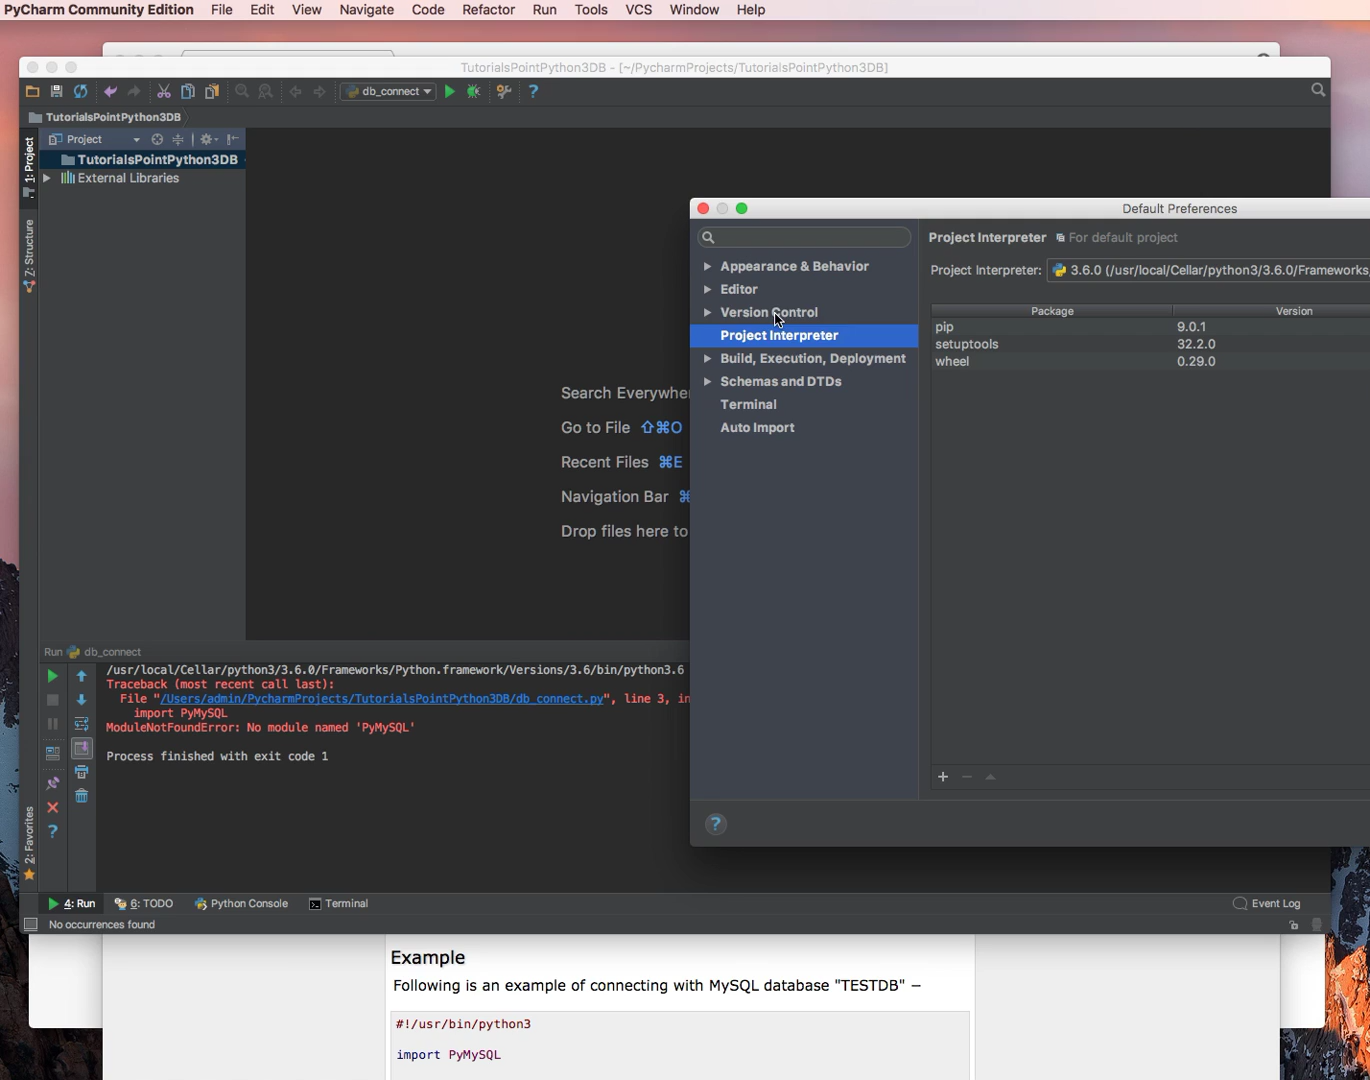 PyCharm Community Edition File Edit View Navigate Code Refactor Run Tools VCS Window Help
TutorialsPointPython3DB - [~/PycharmProjects/TutorialsPointPython3DB]
db_connect
TutorialsPointPython3DB
1: Project
Project
TutorialsPointPython3DB
External Libraries
Z: Structure
Search Everywhere
Go to File ⇧⌘O
Recent Files ⌘E
Navigation Bar ⌘
Drop files here to
Default Preferences
Appearance & Behavior
Editor
Version Control
Project Interpreter
Build, Execution, Deployment
Schemas and DTDs
Terminal
Auto Import
Project Interpreter For default project
Project Interpreter: 3.6.0 (/usr/local/Cellar/python3/3.6.0/Frameworks
Package Version
pip 9.0.1
setuptools 32.2.0
wheel 0.29.0
?
Run db_connect
/usr/local/Cellar/python3/3.6.0/Frameworks/Python.framework/Versions/3.6/bin/python3.6
Traceback (most recent call last):
File "/Users/admin/PycharmProjects/TutorialsPointPython3DB/db_connect.py", line 3, in
import PyMySQL
ModuleNotFoundError: No module named 'PyMySQL'
Process finished with exit code 1
2: Favorites
4: Run 6: TODO Python Console Terminal Event Log
No occurrences found
Example
Following is an example of connecting with MySQL database "TESTDB" −
#!/usr/bin/python3
import PyMySQL